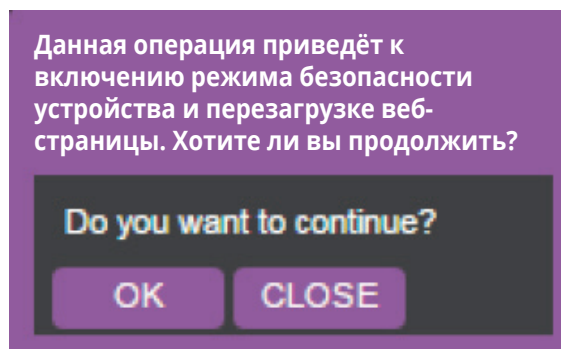 Данная операция приведёт к
включению режима безопасности
устройства и перезагрузке веб-
страницы. Хотите ли вы продолжить?
Do you want to continue?
OK
CLOSE